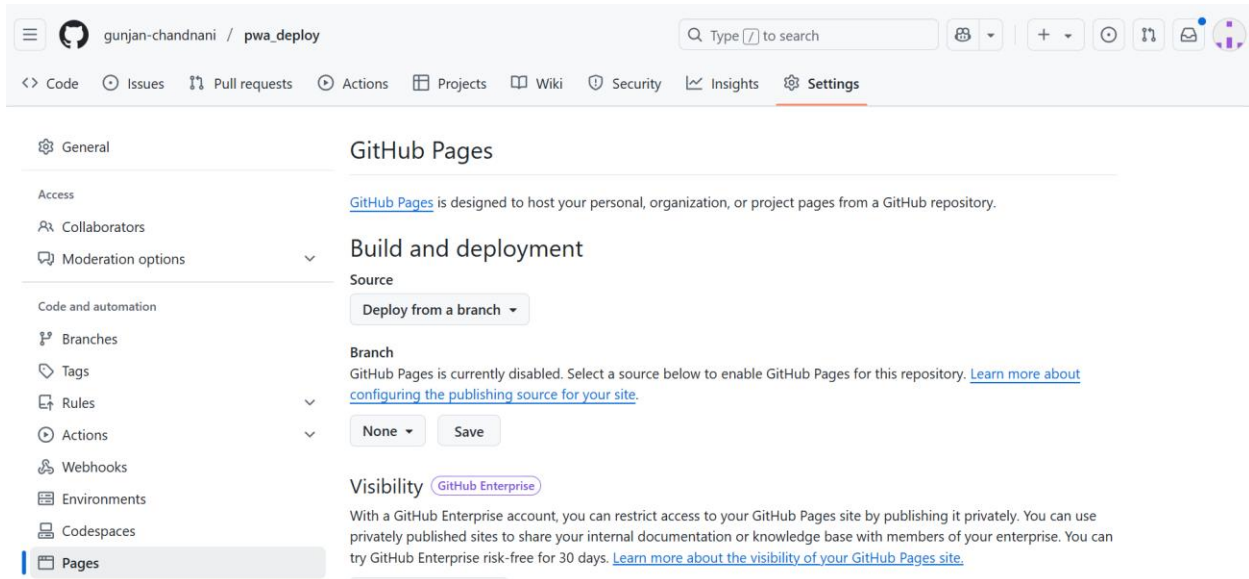 gunjan-chandnani / pwa_deploy
Type / to search
<> Code
Issues
Pull requests
Actions
Projects
Wiki
Security
Insights
Settings
General
Access
Collaborators
Moderation options
Code and automation
Branches
Tags
Rules
Actions
Webhooks
Environments
Codespaces
Pages
GitHub Pages
GitHub Pages is designed to host your personal, organization, or project pages from a GitHub repository.
Build and deployment
Source
Deploy from a branch
Branch
GitHub Pages is currently disabled. Select a source below to enable GitHub Pages for this repository. Learn more about
configuring the publishing source for your site.
None
Save
Visibility GitHub Enterprise
With a GitHub Enterprise account, you can restrict access to your GitHub Pages site by publishing it privately. You can use
privately published sites to share your internal documentation or knowledge base with members of your enterprise. You can
try GitHub Enterprise risk-free for 30 days. Learn more about the visibility of your GitHub Pages site.